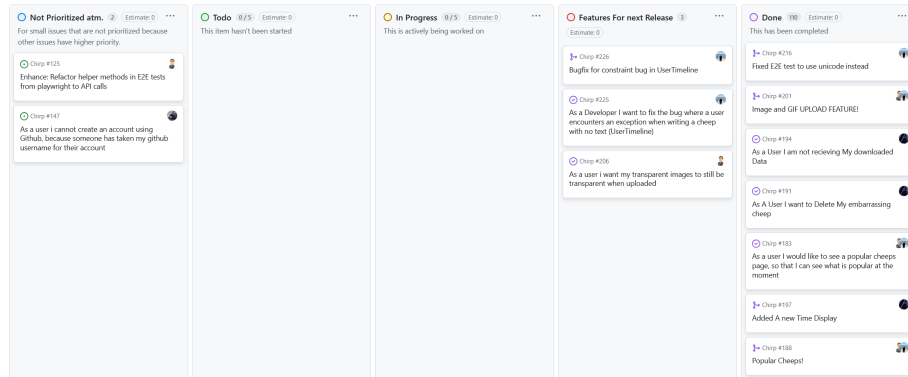 Not Prioritized atm. 2 Estimate: 0 ...
For small issues that are not prioritized because
other issues have higher priority.
Chirp #125
Enhance: Refactor helper methods in E2E tests
from playwright to API calls
Chirp #147
As a user i cannot create an account using
Github, because someone has taken my github
username for their account
Todo 0 / 5 Estimate: 0 ...
This item hasn't been started
In Progress 0 / 5 Estimate: 0 ...
This is actively being worked on
Features For next Release 3 ...
Estimate: 0
Chirp #226
Bugfix for constraint bug in UserTimeline
Chirp #225
As a Developer I want to fix the bug where a user
encounters an exception when writing a cheep
with no text (UserTimeline)
Chirp #206
As a user i want my transparent images to still be
transparent when uploaded
Done 110 Estimate: 0 ...
This has been completed
Chirp #216
Fixed E2E test to use unicode instead
Chirp #201
Image and GIF UPLOAD FEATURE!
Chirp #194
As a User I am not recieving My downloaded
Data
Chirp #191
As A User I want to Delete My embarrassing
cheep
Chirp #183
As a user I would like to see a popular cheeps
page, so that I can see what is popular at the
moment
Chirp #197
Added A new Time Display
Chirp #188
Popular Cheeps!